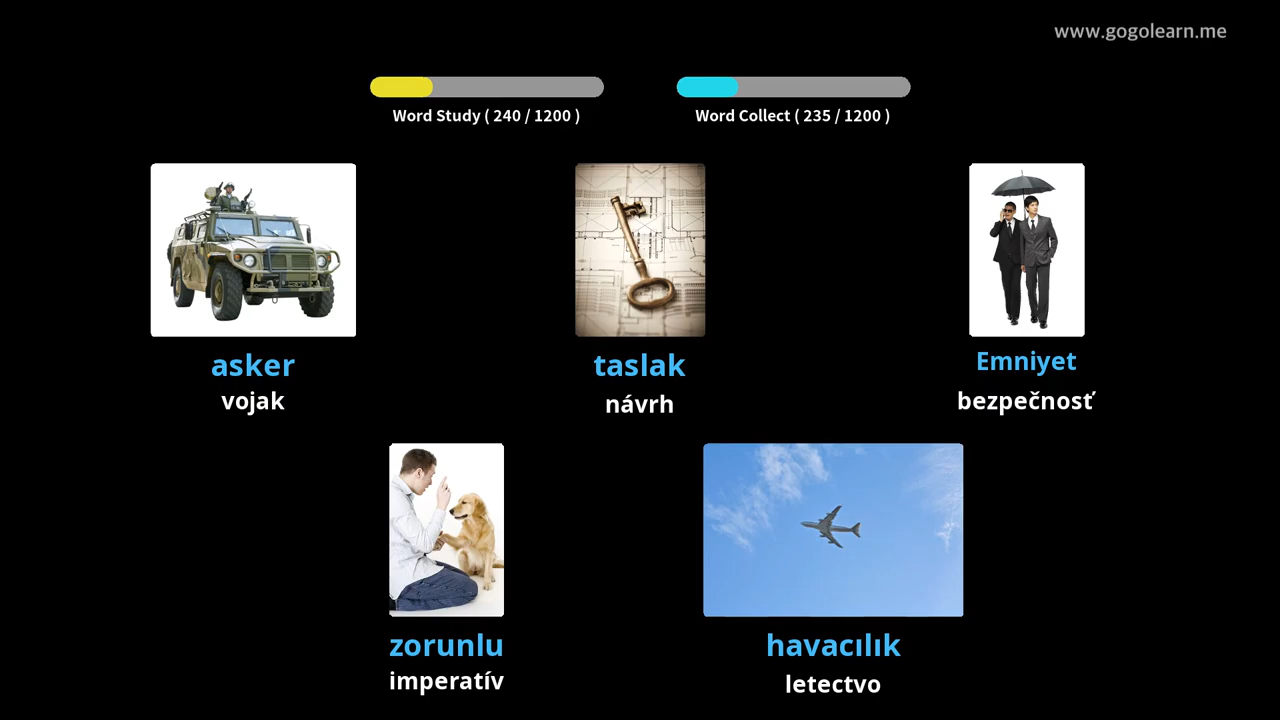 www.gogolearn.me
Word Study ( 240 / 1200 )
Word Collect ( 235 / 1200 )
asker
vojak
taslak
návrh
Emniyet
bezpečnosť
zorunlu
imperatív
havacılık
letectvo